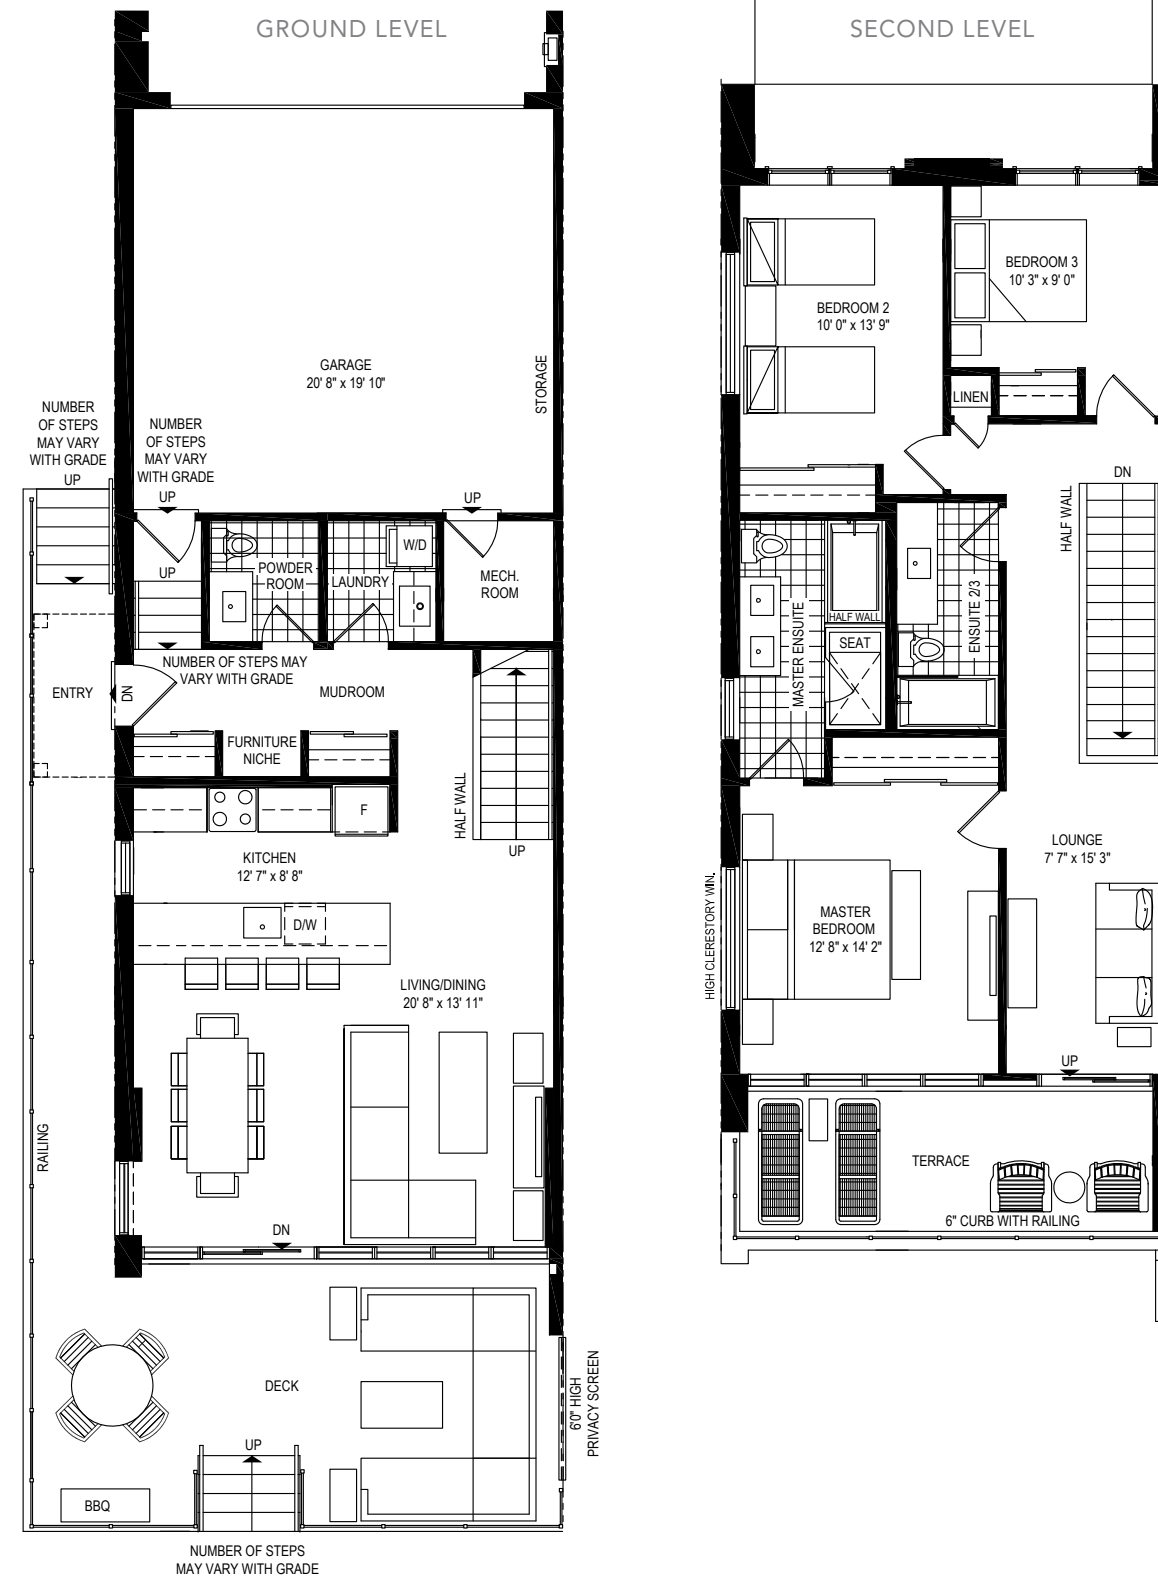 GROUND LEVEL
GARAGE
20' 8" x 19' 10"
STORAGE
NUMBER
OF STEPS
MAY VARY
WITH GRADE
UP
NUMBER
OF STEPS
MAY VARY
WITH GRADE
UP
UP
UP
POWDER
ROOM
LAUNDRY
W/D
MECH.
ROOM
NUMBER OF STEPS MAY
VARY WITH GRADE
ENTRY
DN
MUDROOM
FURNITURE
NICHE
F
HALF WALL
UP
KITCHEN
12' 7" x 8' 8"
D/W
LIVING/DINING
20' 8" x 13' 11"
RAILING
DN
DECK
6'0" HIGH
PRIVACY SCREEN
UP
BBQ
NUMBER OF STEPS
MAY VARY WITH GRADE
SECOND LEVEL
BEDROOM 3
10' 3" x 9' 0"
BEDROOM 2
10' 0" x 13' 9"
LINEN
DN
HALF WALL
MASTER ENSUITE
HALF WALL
SEAT
ENSUITE 2/3
LOUNGE
7' 7" x 15' 3"
HIGH CLERESTORY WIN.
MASTER
BEDROOM
12' 8" x 14' 2"
UP
TERRACE
6" CURB WITH RAILING